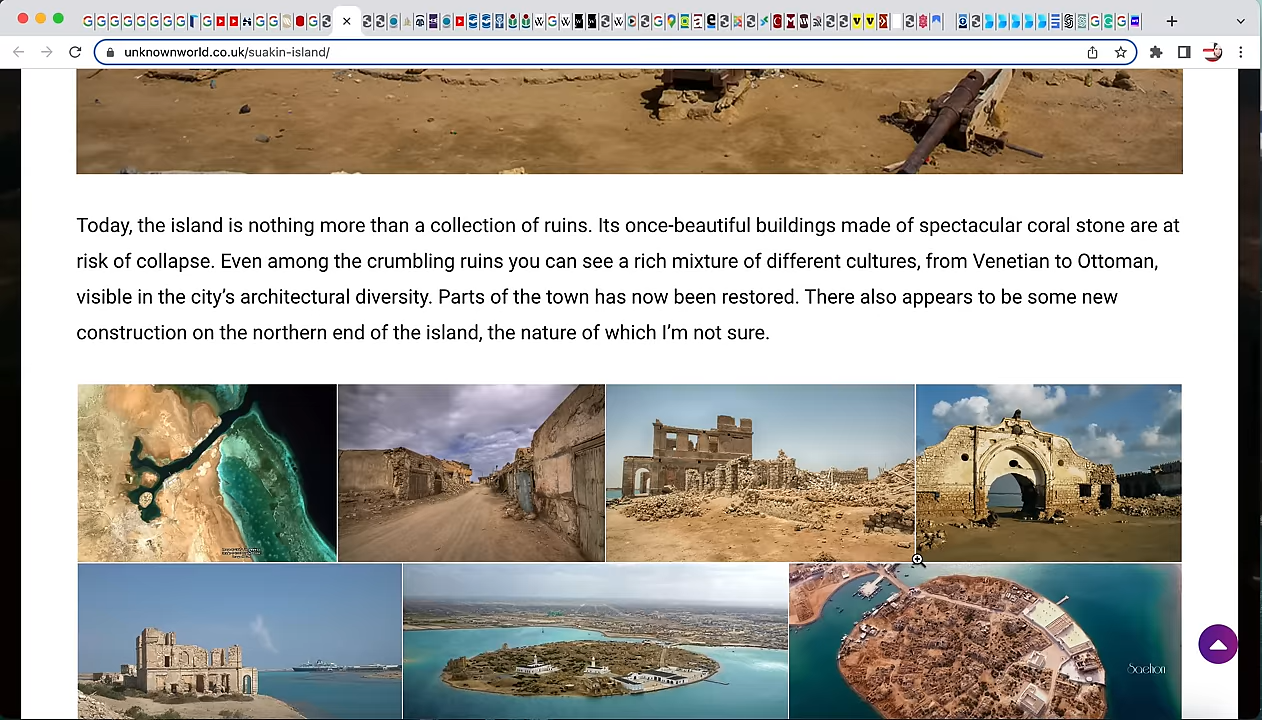 unknownworld.co.uk/suakin-island/
Today, the island is nothing more than a collection of ruins. Its once-beautiful buildings made of spectacular coral stone are at
risk of collapse. Even among the crumbling ruins you can see a rich mixture of different cultures, from Venetian to Ottoman,
visible in the city’s architectural diversity. Parts of the town has now been restored. There also appears to be some new
construction on the northern end of the island, the nature of which I’m not sure.